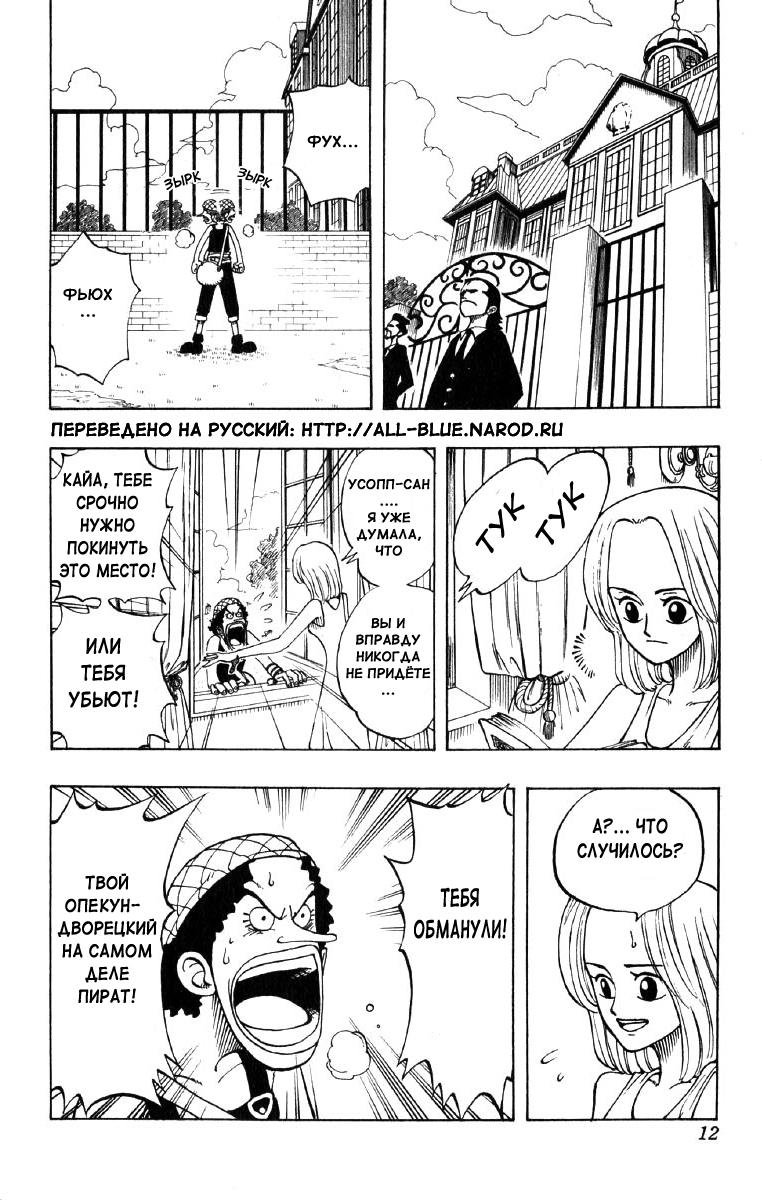 ФУХ...
ЗЫРК
ЗЫРК
ФЬЮХ
...
ПЕРЕВЕДЕНО НА РУССКИЙ: HTTP://ALL-BLUE.NAROD.RU
КАЙА, ТЕБЕ
СРОЧНО
НУЖНО
ПОКИНУТЬ
ЭТО МЕСТО!
ИЛИ
ТЕБЯ
УБЬЮТ!
УСОПП-САН
....
Я УЖЕ
ДУМАЛА,
ЧТО
ВЫ И
ВПРАВДУ
НИКОГДА
НЕ ПРИДЁТЕ
...
ТУК
ТУК
ТВОЙ
ОПЕКУН-
ДВОРЕЦКИЙ
НА САМОМ
ДЕЛЕ
ПИРАТ!
ТЕБЯ
ОБМАНУЛИ!
А?... ЧТО
СЛУЧИЛОСЬ?
12